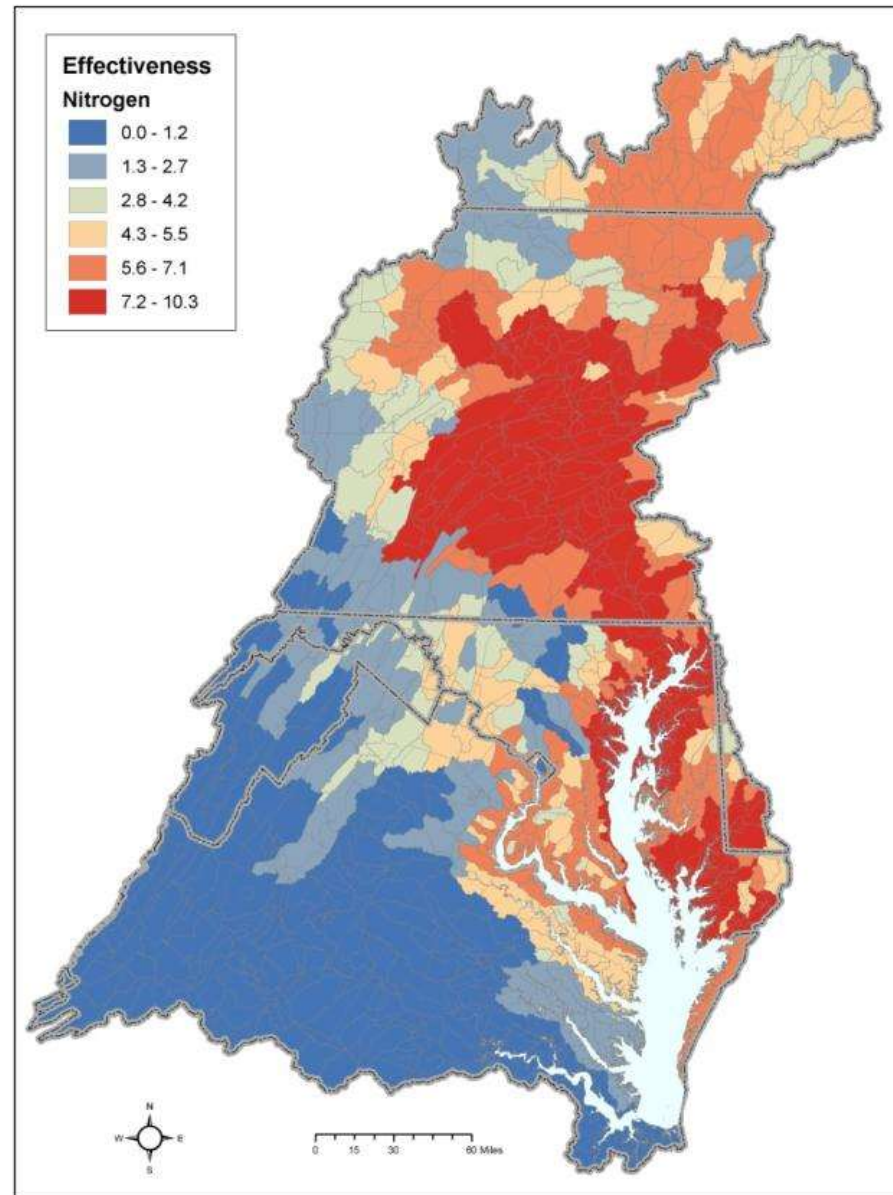 Effectiveness
Nitrogen
0.0 - 1.2
1.3 - 2.7
2.8 - 4.2
4.3 - 5.5
5.6 - 7.1
7.2 - 10.3
N
W E
S
0 15 30 60 Miles